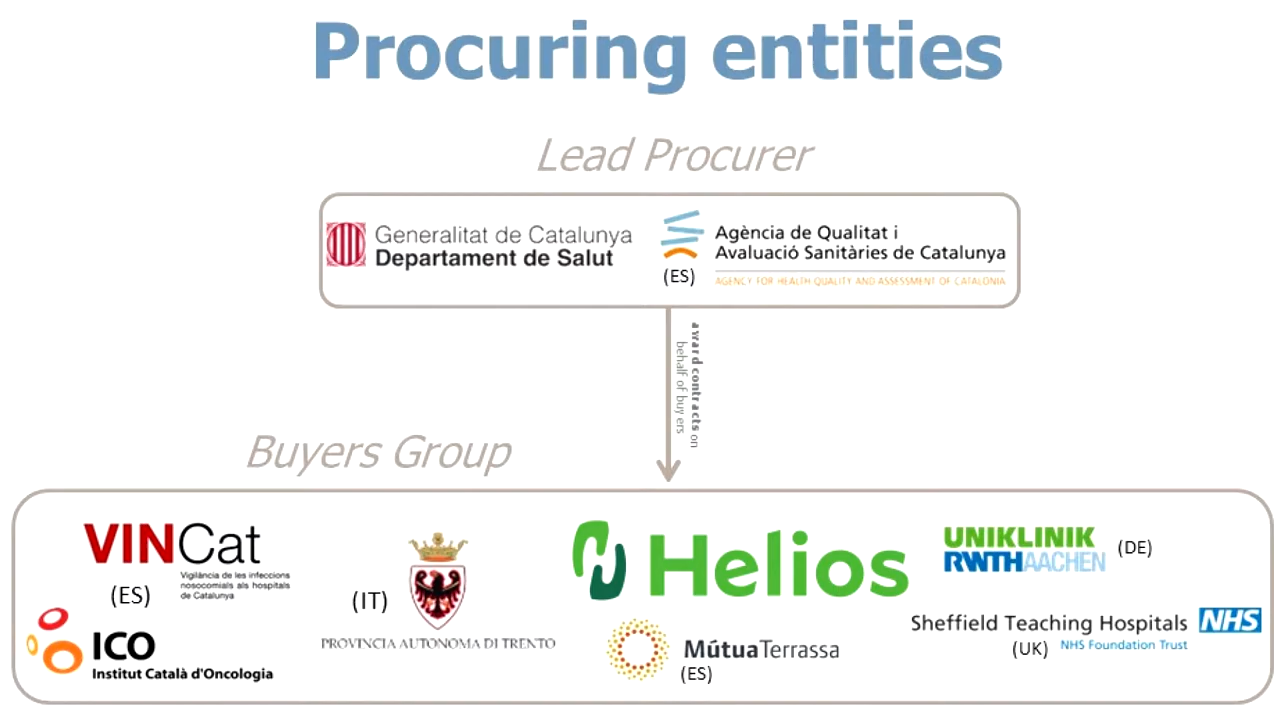 Procuring entities
Lead Procurer
Generalitat de Catalunya
Departament de Salut
Agència de Qualitat i
Avaluació Sanitàries de Catalunya
(ES)
AGENCY FOR HEALTH QUALITY AND ASSESSMENT OF CATALONIA
award contracts on
behalf of buyers
Buyers Group
VINCat
Vigilància de les infeccions
nosocomials als hospitals
de Catalunya
(ES)
ICO
Institut Català d'Oncologia
(IT)
PROVINCIA AUTONOMA DI TRENTO
Helios
MútuaTerrassa
(ES)
UNIKLINIK
RWTHAACHEN
(DE)
Sheffield Teaching Hospitals NHS
(UK) NHS Foundation Trust